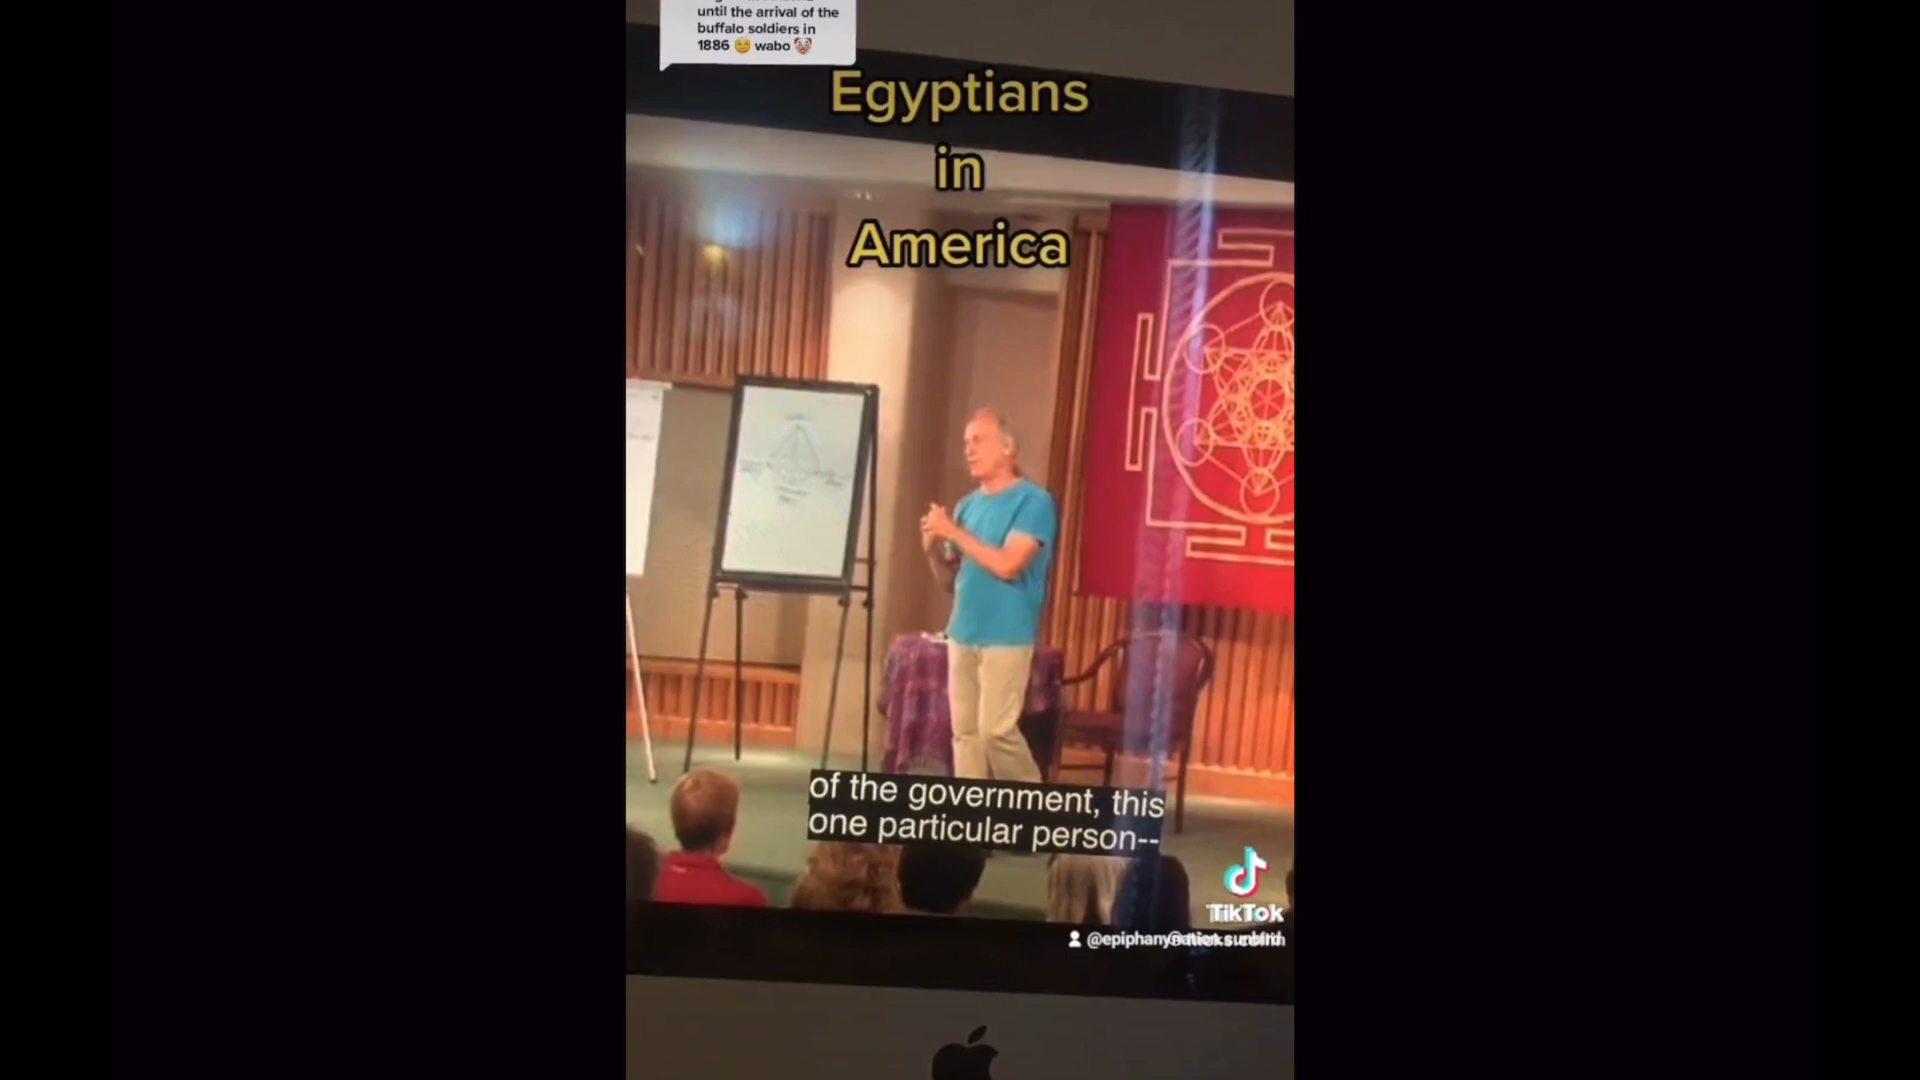 until the arrival of the
buffalo soldiers in
1886 😏 wabo 🤡
Egyptians
in
America
of the government, this
one particular person--
TikTok